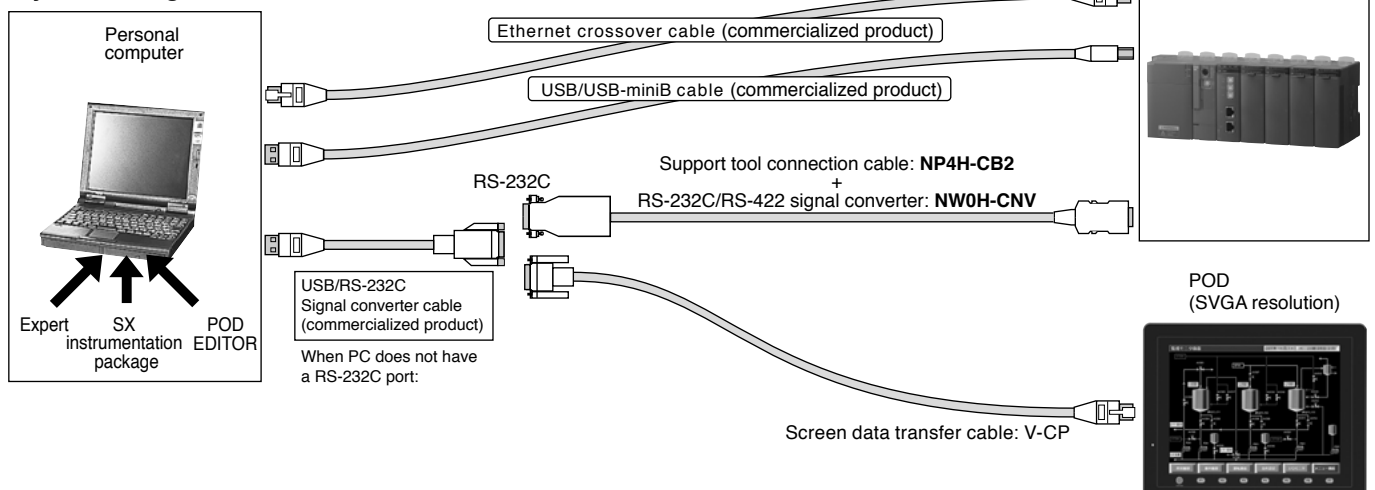 Personal
computer
Ethernet crossover cable (commercialized product)
USB/USB-miniB cable (commercialized product)
Support tool connection cable: NP4H-CB2
+
RS-232C/RS-422 signal converter: NW0H-CNV
RS-232C
USB/RS-232C
Signal converter cable
(commercialized product)
When PC does not have
a RS-232C port:
Expert
SX
instrumentation
package
POD
EDITOR
POD
(SVGA resolution)
Screen data transfer cable: V-CP